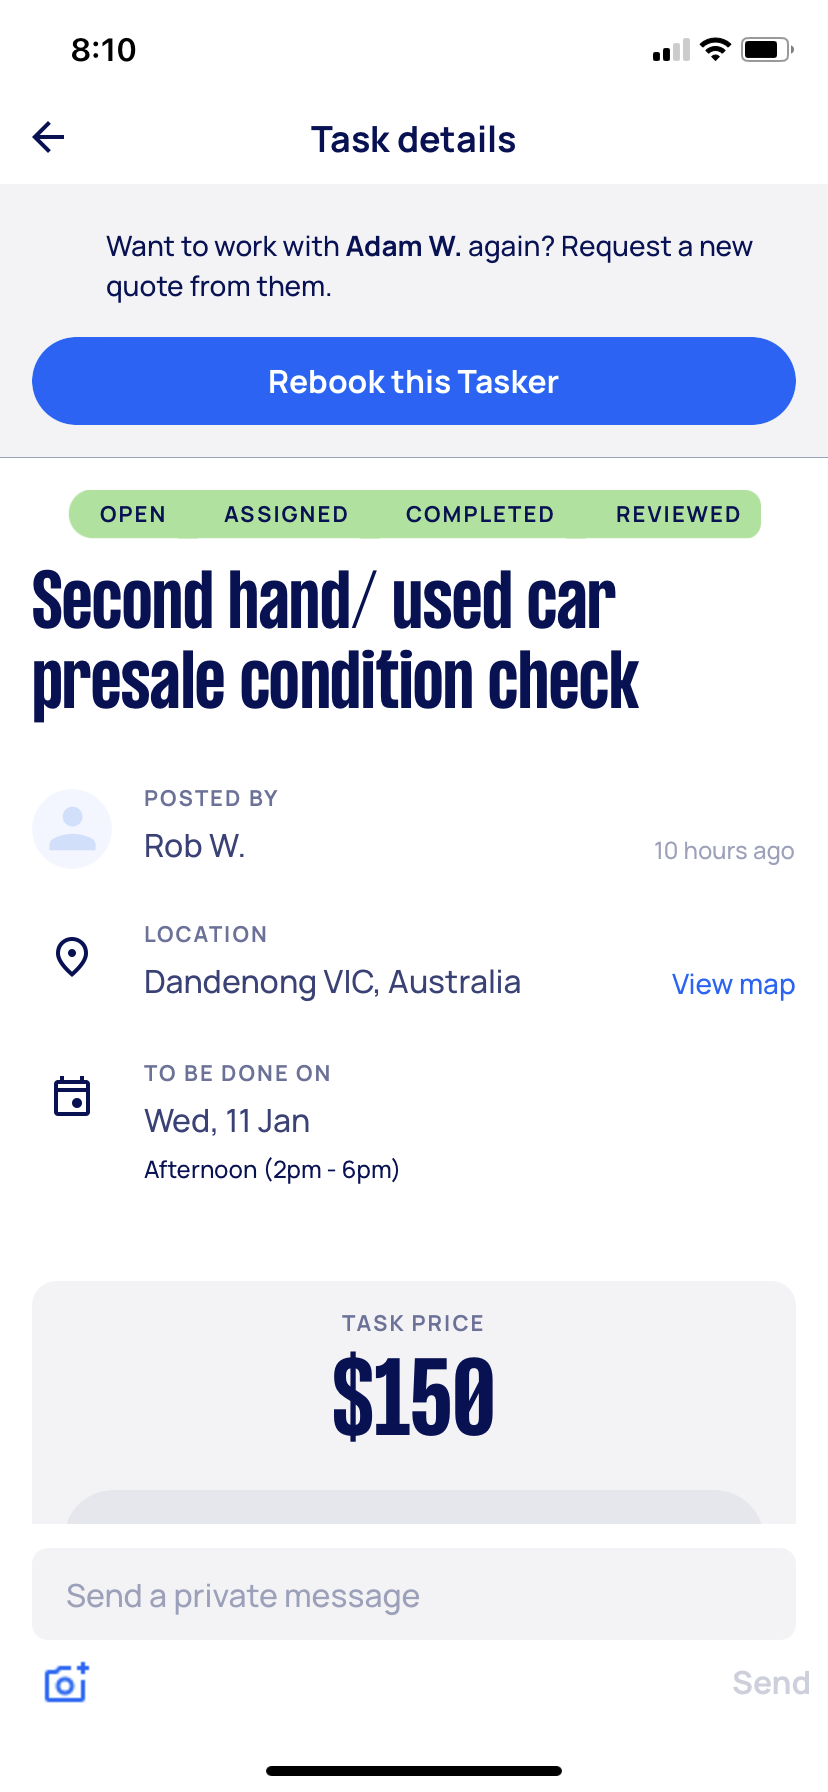 8:10
Task details
Want to work with Adam W. again? Request a new
quote from them.
Rebook this Tasker
OPEN ASSIGNED COMPLETED REVIEWED
Second hand/ used car
presale condition check
POSTED BY
Rob W.
10 hours ago
LOCATION
Dandenong VIC, Australia
View map
TO BE DONE ON
Wed, 11 Jan
Afternoon (2pm - 6pm)
TASK PRICE
$150
Send a private message
Send